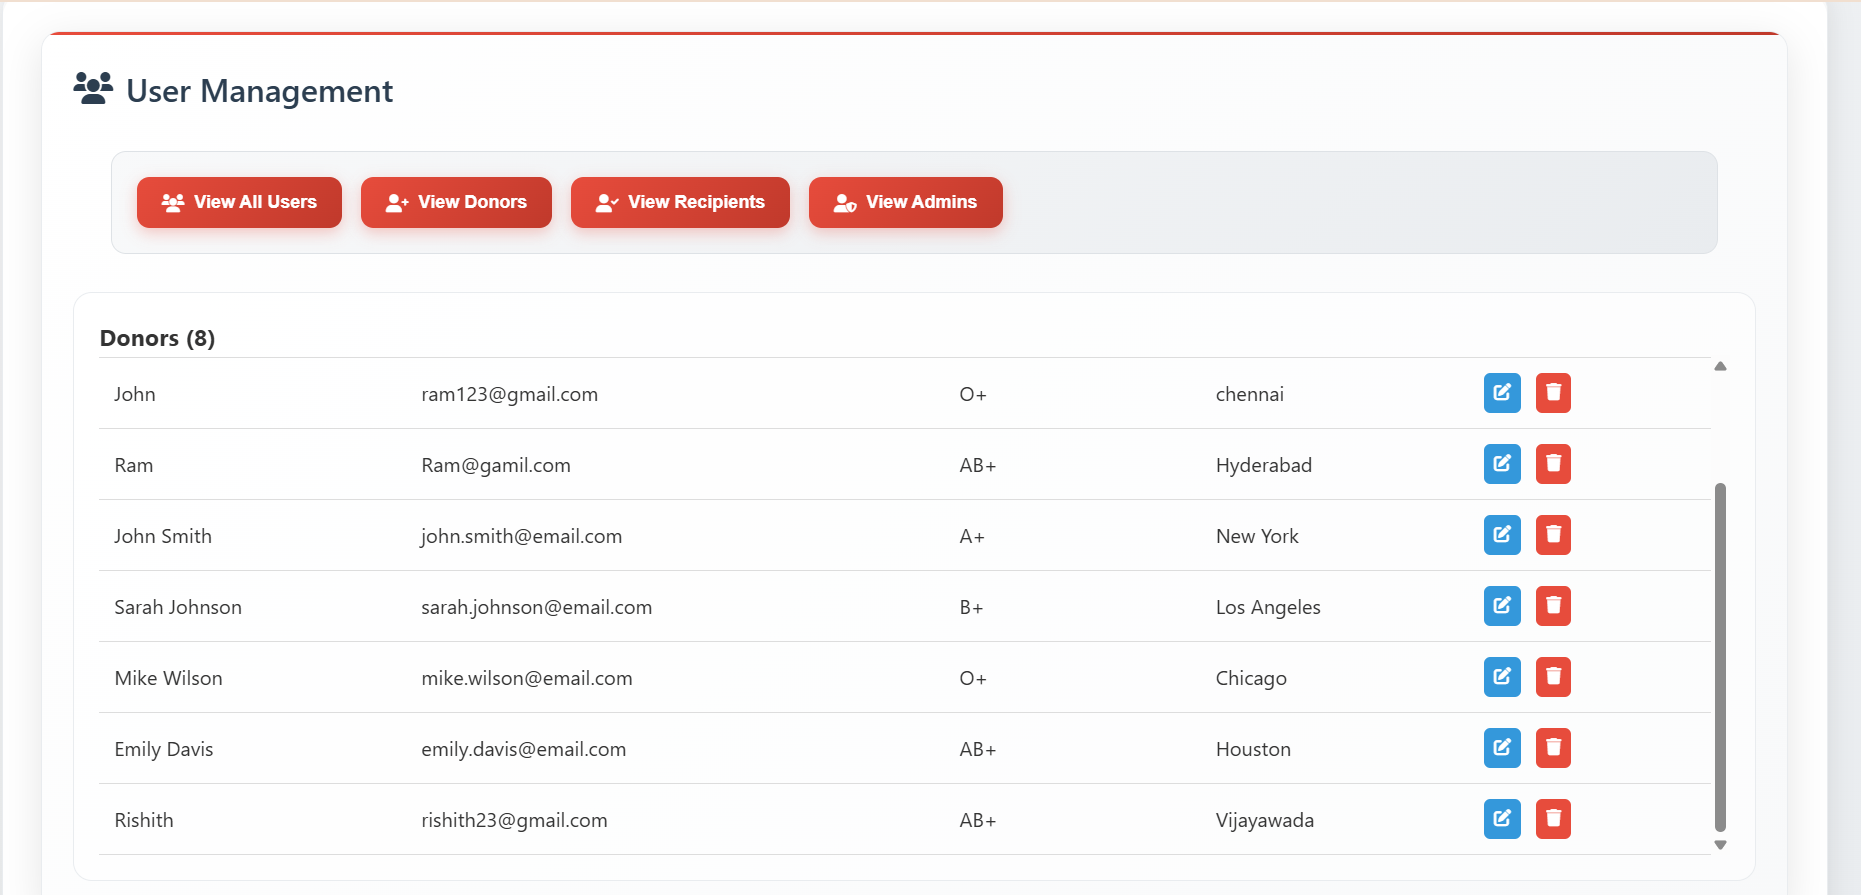 User Management
View All Users View Donors View Recipients View Admins
Donors (8)
John ram123@gmail.com O+ chennai
Ram Ram@gamil.com AB+ Hyderabad
John Smith john.smith@email.com A+ New York
Sarah Johnson sarah.johnson@email.com B+ Los Angeles
Mike Wilson mike.wilson@email.com O+ Chicago
Emily Davis emily.davis@email.com AB+ Houston
Rishith rishith23@gmail.com AB+ Vijayawada